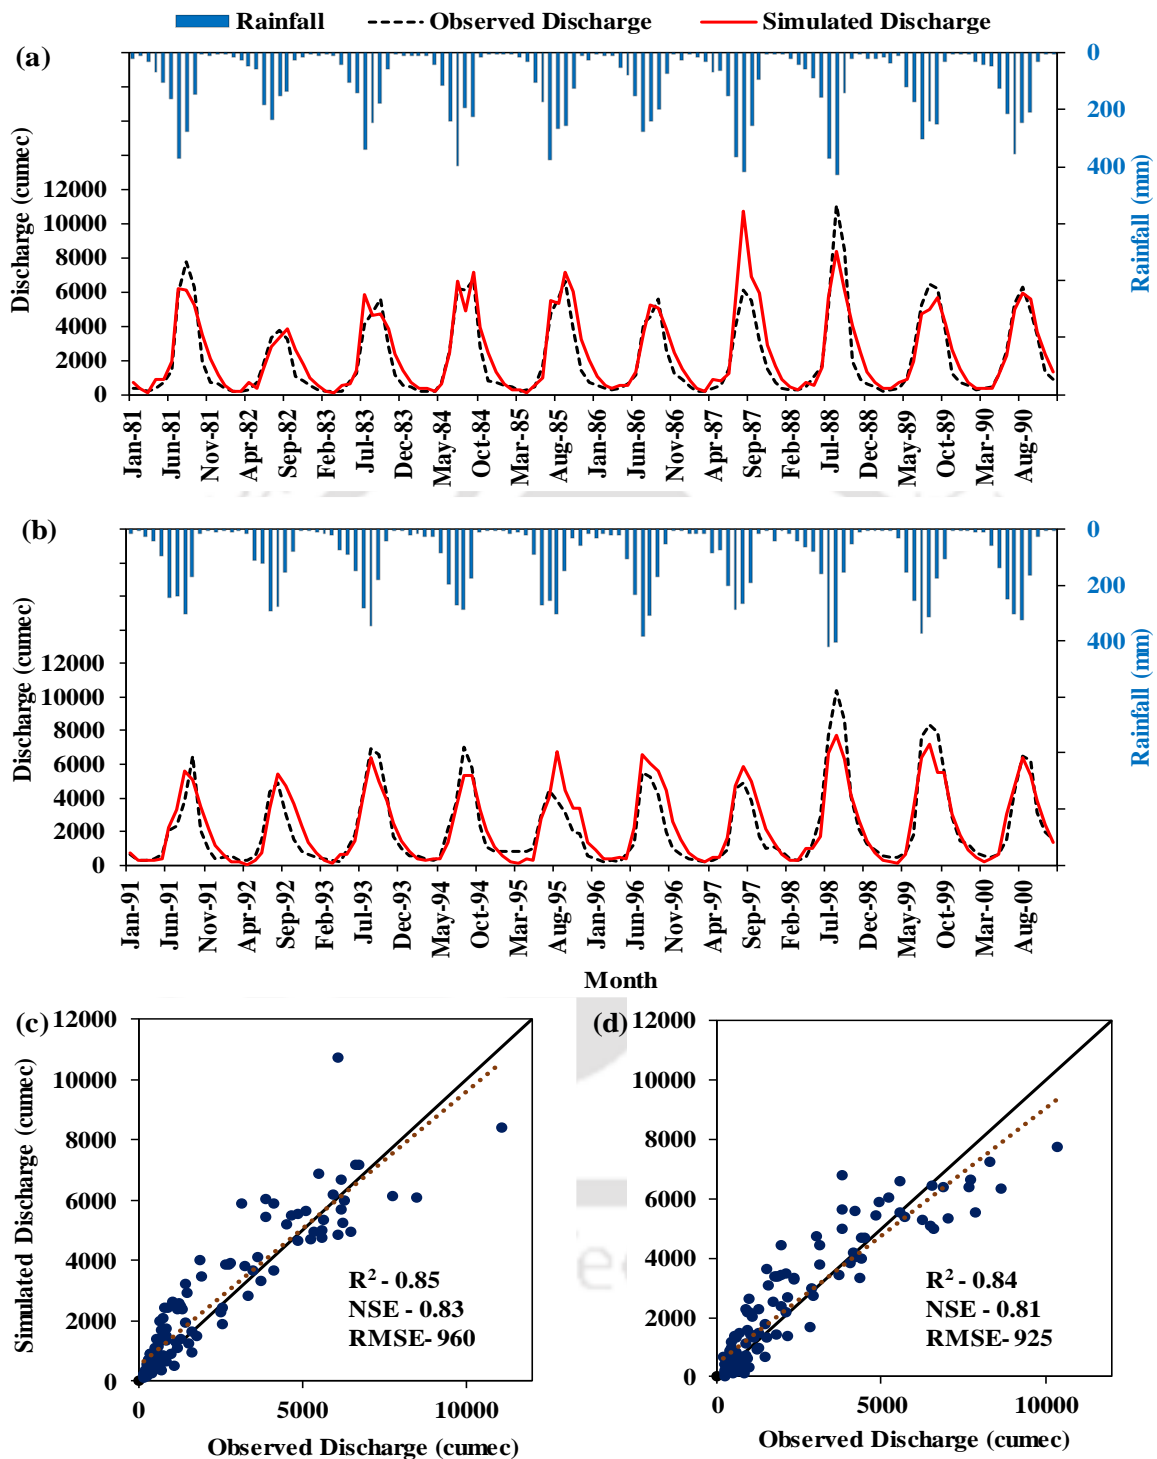 Rainfall Observed Discharge Simulated Discharge
(a)
Discharge (cumec)
12000
10000
8000
6000
4000
2000
0
0
200
400
Rainfall (mm)
Jan-81 Jun-81 Nov-81 Apr-82 Sep-82 Feb-83 Jul-83 Dec-83 May-84 Oct-84 Mar-85 Aug-85 Jan-86 Jun-86 Nov-86 Apr-87 Sep-87 Feb-88 Jul-88 Dec-88 May-89 Oct-89 Mar-90 Aug-90
(b)
Discharge (cumec)
12000
10000
8000
6000
4000
2000
0
0
200
400
Rainfall (mm)
Jan-91 Jun-91 Nov-91 Apr-92 Sep-92 Feb-93 Jul-93 Dec-93 May-94 Oct-94 Mar-95 Aug-95 Jan-96 Jun-96 Nov-96 Apr-97 Sep-97 Feb-98 Jul-98 Dec-98 May-99 Oct-99 Mar-00 Aug-00
Month
(c)
Simulated Discharge (cumec)
12000
10000
8000
6000
4000
2000
0
R² - 0.85
NSE - 0.83
RMSE- 960
0 5000 10000
Observed Discharge (cumec)
(d)
12000
10000
8000
6000
4000
2000
0
R² - 0.84
NSE - 0.81
RMSE- 925
0 5000 10000
Observed Discharge (cumec)